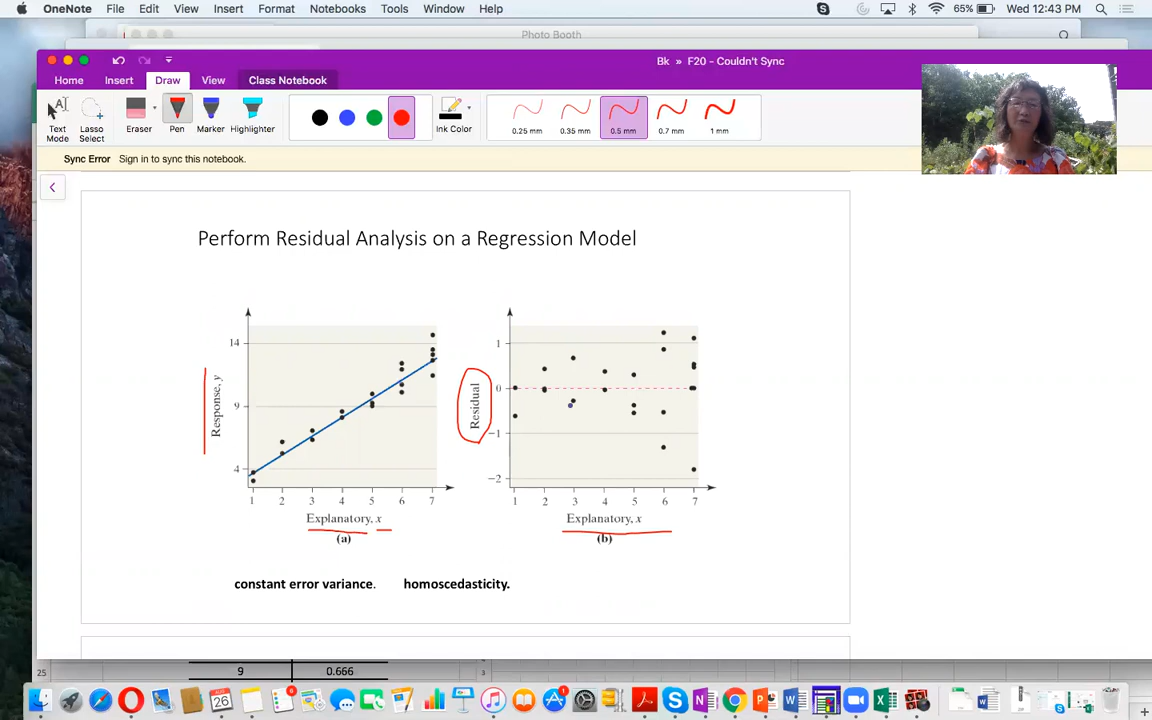 OneNote File Edit View Insert Format Notebooks Tools Window Help 65% Wed 12:43 PM
Photo Booth
Bk » F20 - Couldn't Sync
Home Insert Draw View Class Notebook
Text Mode Lasso Select Eraser Pen Marker Highlighter Ink Color 0.25 mm 0.35 mm 0.5 mm 0.7 mm 1 mm
Sync Error Sign in to sync this notebook.
Perform Residual Analysis on a Regression Model
Response, y
14
9
4
1 2 3 4 5 6 7
Explanatory, x
(a)
Residual
1
0
−1
−2
1 2 3 4 5 6 7
Explanatory, x
(b)
constant error variance. homoscedasticity.
25 9 0.666
26